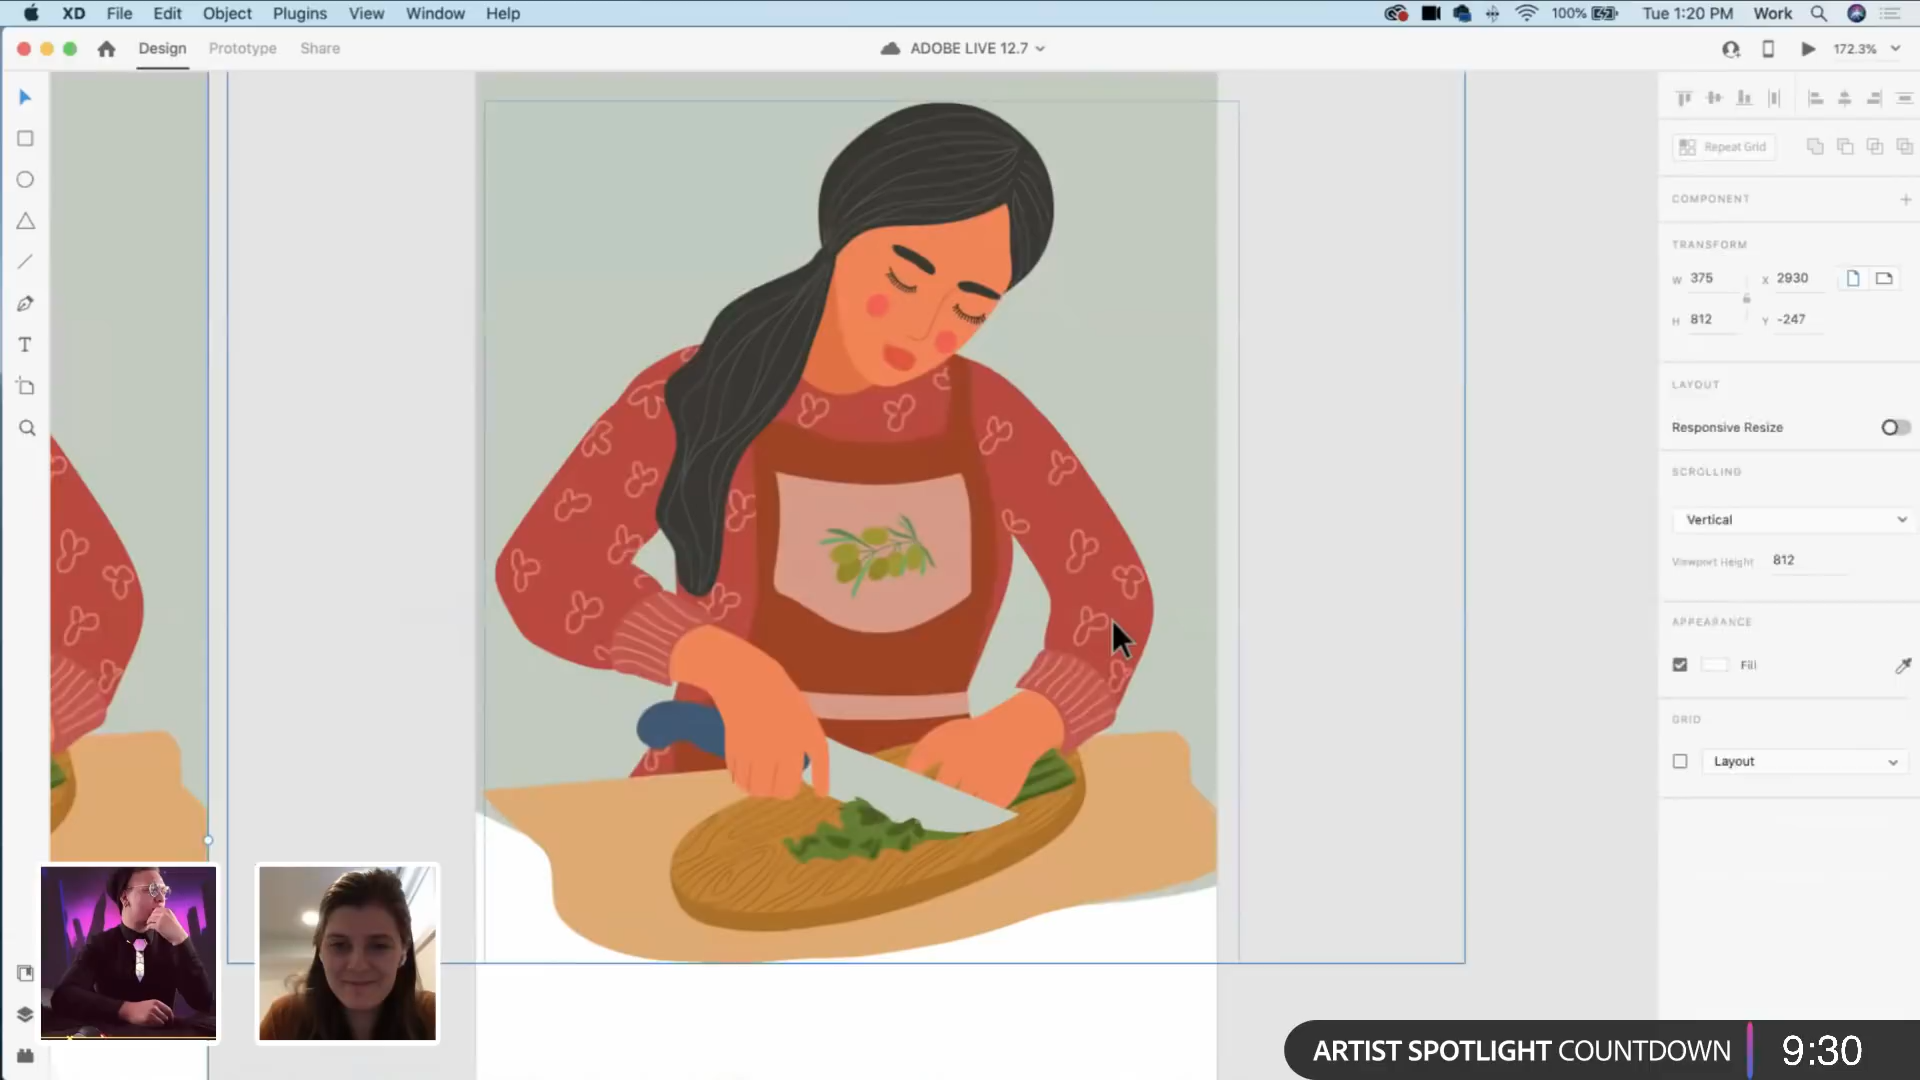 XD File Edit Object Plugins View Window Help 100% Tue 1:20 PM Work
Design Prototype Share ADOBE LIVE 12.7 172.3%
Repeat Grid
COMPONENT
TRANSFORM
W 375 X 2930
H 812 Y -247
LAYOUT
Responsive Resize
SCROLLING
Vertical
Viewport Height 812
APPEARANCE
Fill
GRID
Layout
ARTIST SPOTLIGHT COUNTDOWN 9:30